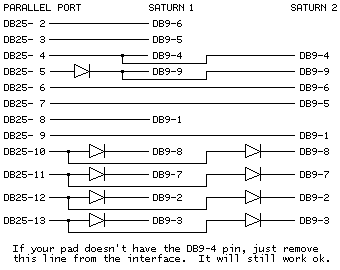 PARALLEL PORT SATURN 1 SATURN 2
DB25- 2 DB9-6
DB25- 3 DB9-5
DB25- 4 DB9-4 DB9-4
DB25- 5 DB9-9 DB9-9
DB25- 6 DB9-6
DB25- 7 DB9-5
DB25- 8 DB9-1
DB25- 9 DB9-1
DB25-10 DB9-8 DB9-8
DB25-11 DB9-7 DB9-7
DB25-12 DB9-2 DB9-2
DB25-13 DB9-3 DB9-3
If your pad doesn't have the DB9-4 pin, just remove
this line from the interface. It will still work ok.